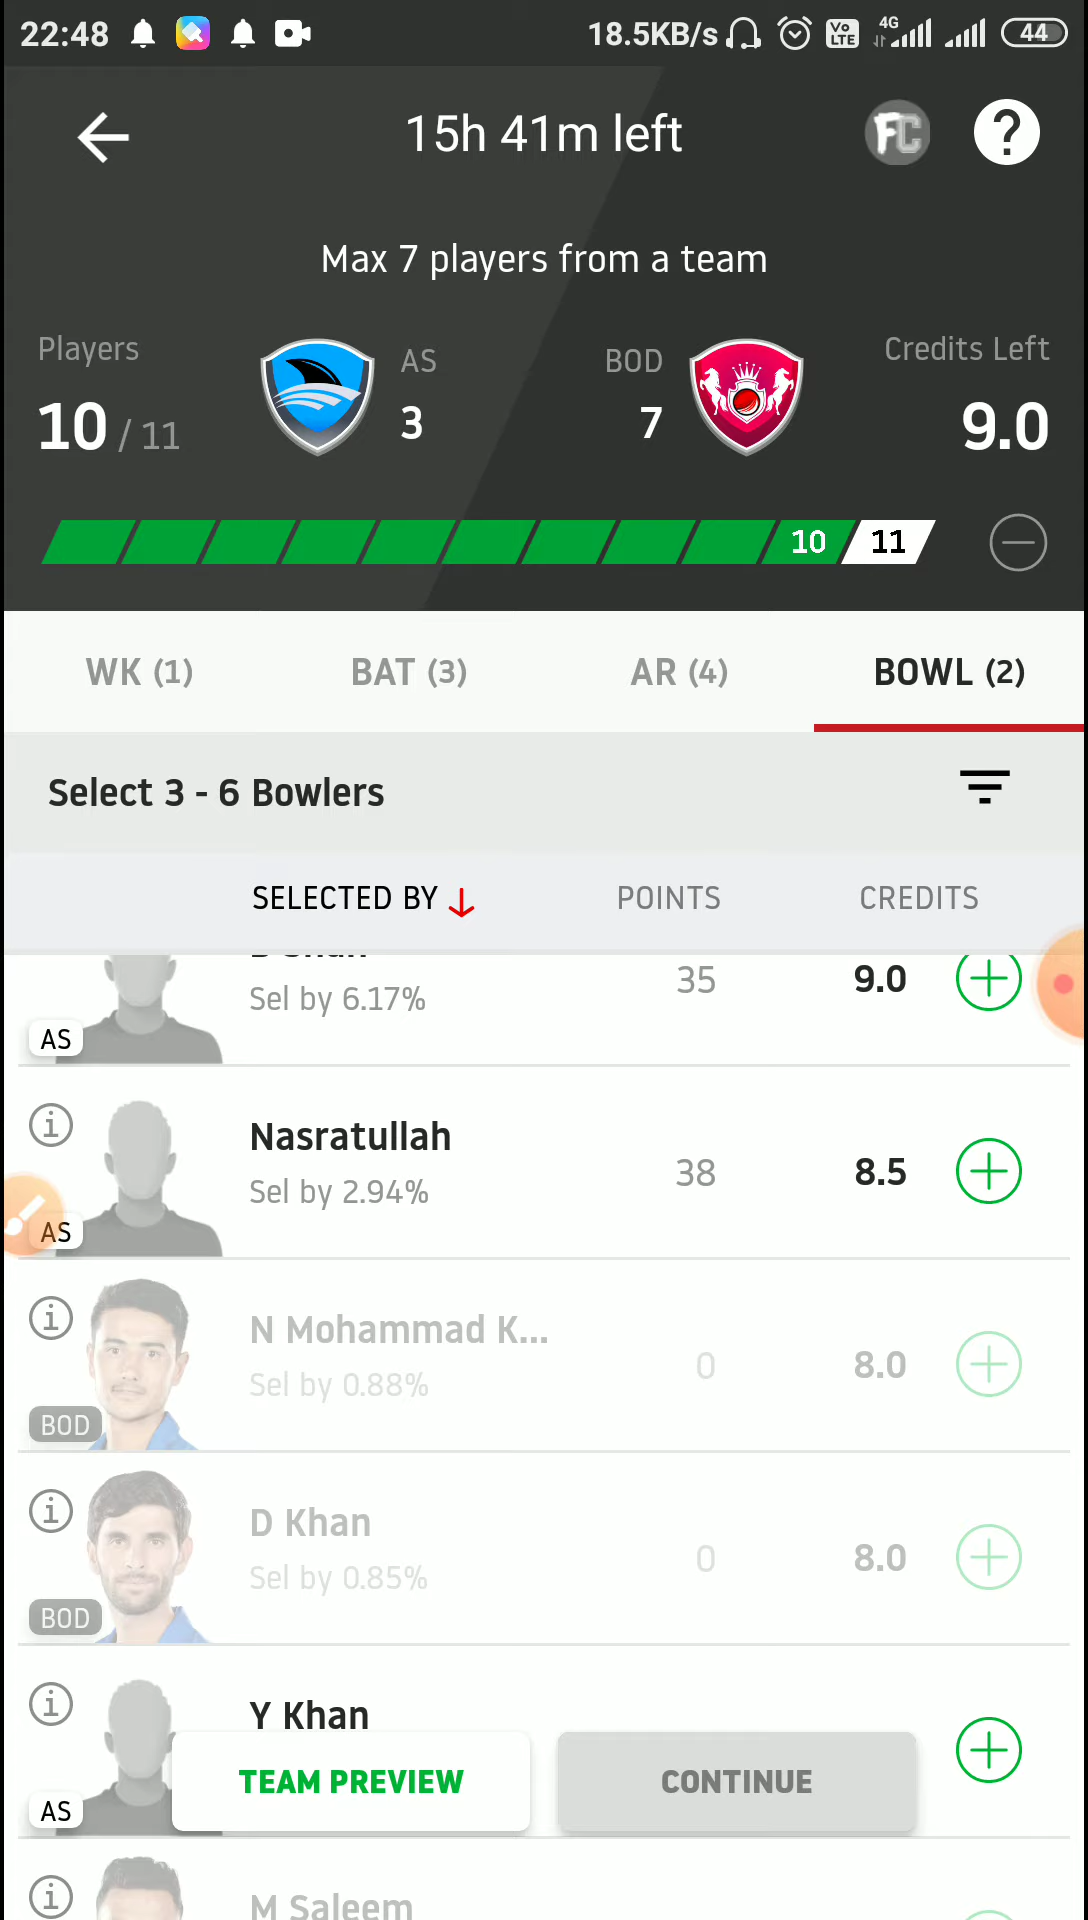 22:48 18.5KB/s Vo LTE 4G 44
15h 41m left FC ?
Max 7 players from a team
Players AS BOD Credits Left
10 / 11 3 7 9.0
10 11
WK (1) BAT (3) AR (4) BOWL (2)
Select 3 - 6 Bowlers
SELECTED BY POINTS CREDITS
35 9.0
Sel by 6.17%
AS
Nasratullah
38 8.5
Sel by 2.94%
AS
N Mohammad K...
0 8.0
Sel by 0.88%
BOD
D Khan
0 8.0
Sel by 0.85%
BOD
Y Khan
TEAM PREVIEW CONTINUE
AS
M Saleem